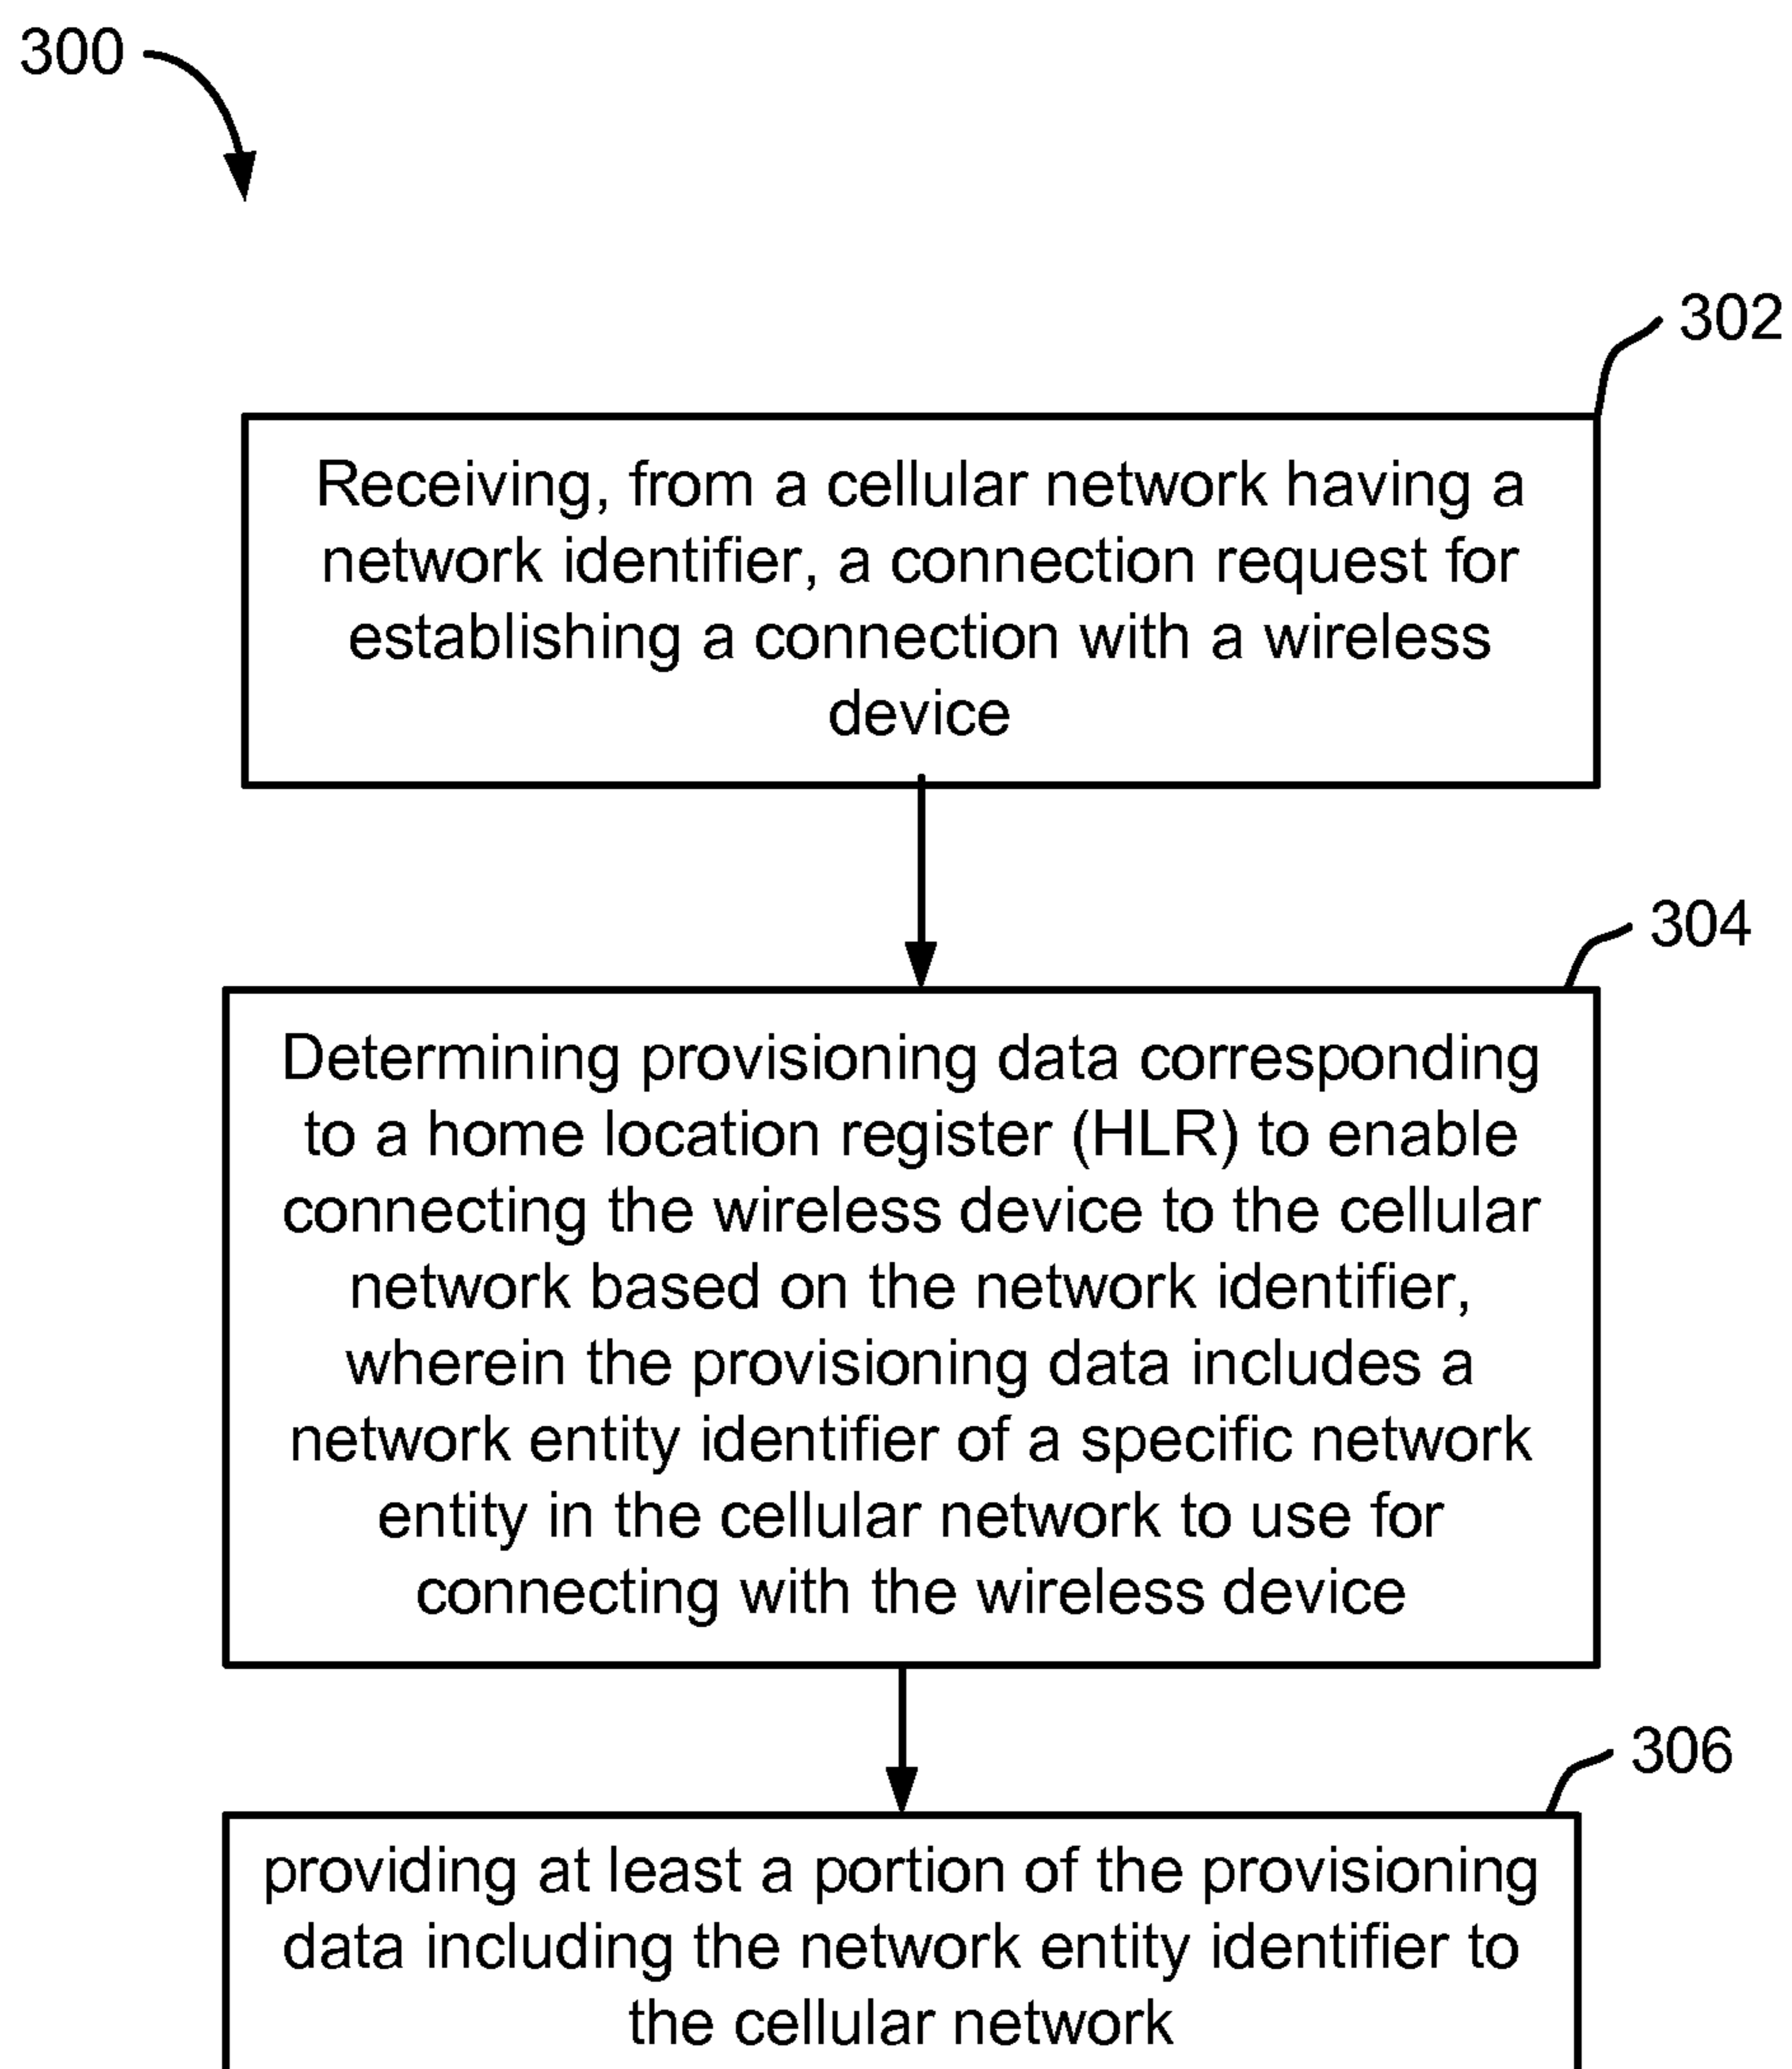 300
302
Receiving, from a cellular network having a
network identifier, a connection request for
establishing a connection with a wireless
device
304
Determining provisioning data corresponding
to a home location register (HLR) to enable
connecting the wireless device to the cellular
network based on the network identifier,
wherein the provisioning data includes a
network entity identifier of a specific network
entity in the cellular network to use for
connecting with the wireless device
306
providing at least a portion of the provisioning
data including the network entity identifier to
the cellular network